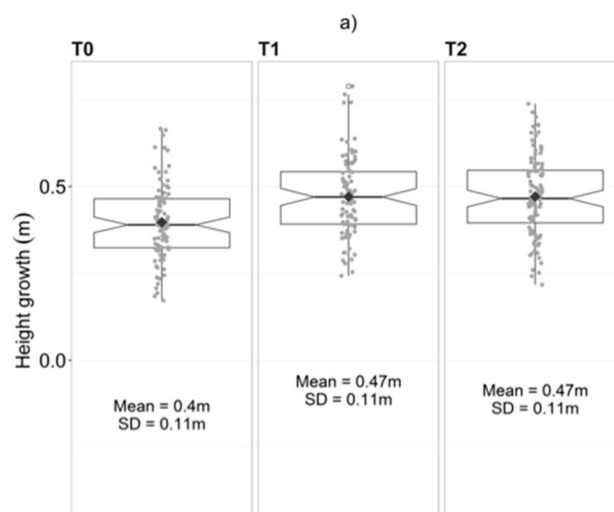 a)
T0
T1
T2
Height growth (m)
0.5
0.0
Mean = 0.4m
SD = 0.11m
Mean = 0.47m
SD = 0.11m
Mean = 0.47m
SD = 0.11m